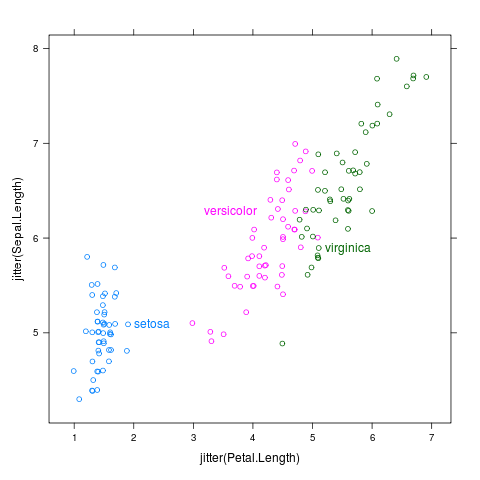 8
7
6
5
jitter(Sepal.Length)
versicolor
virginica
setosa
1 2 3 4 5 6 7
jitter(Petal.Length)